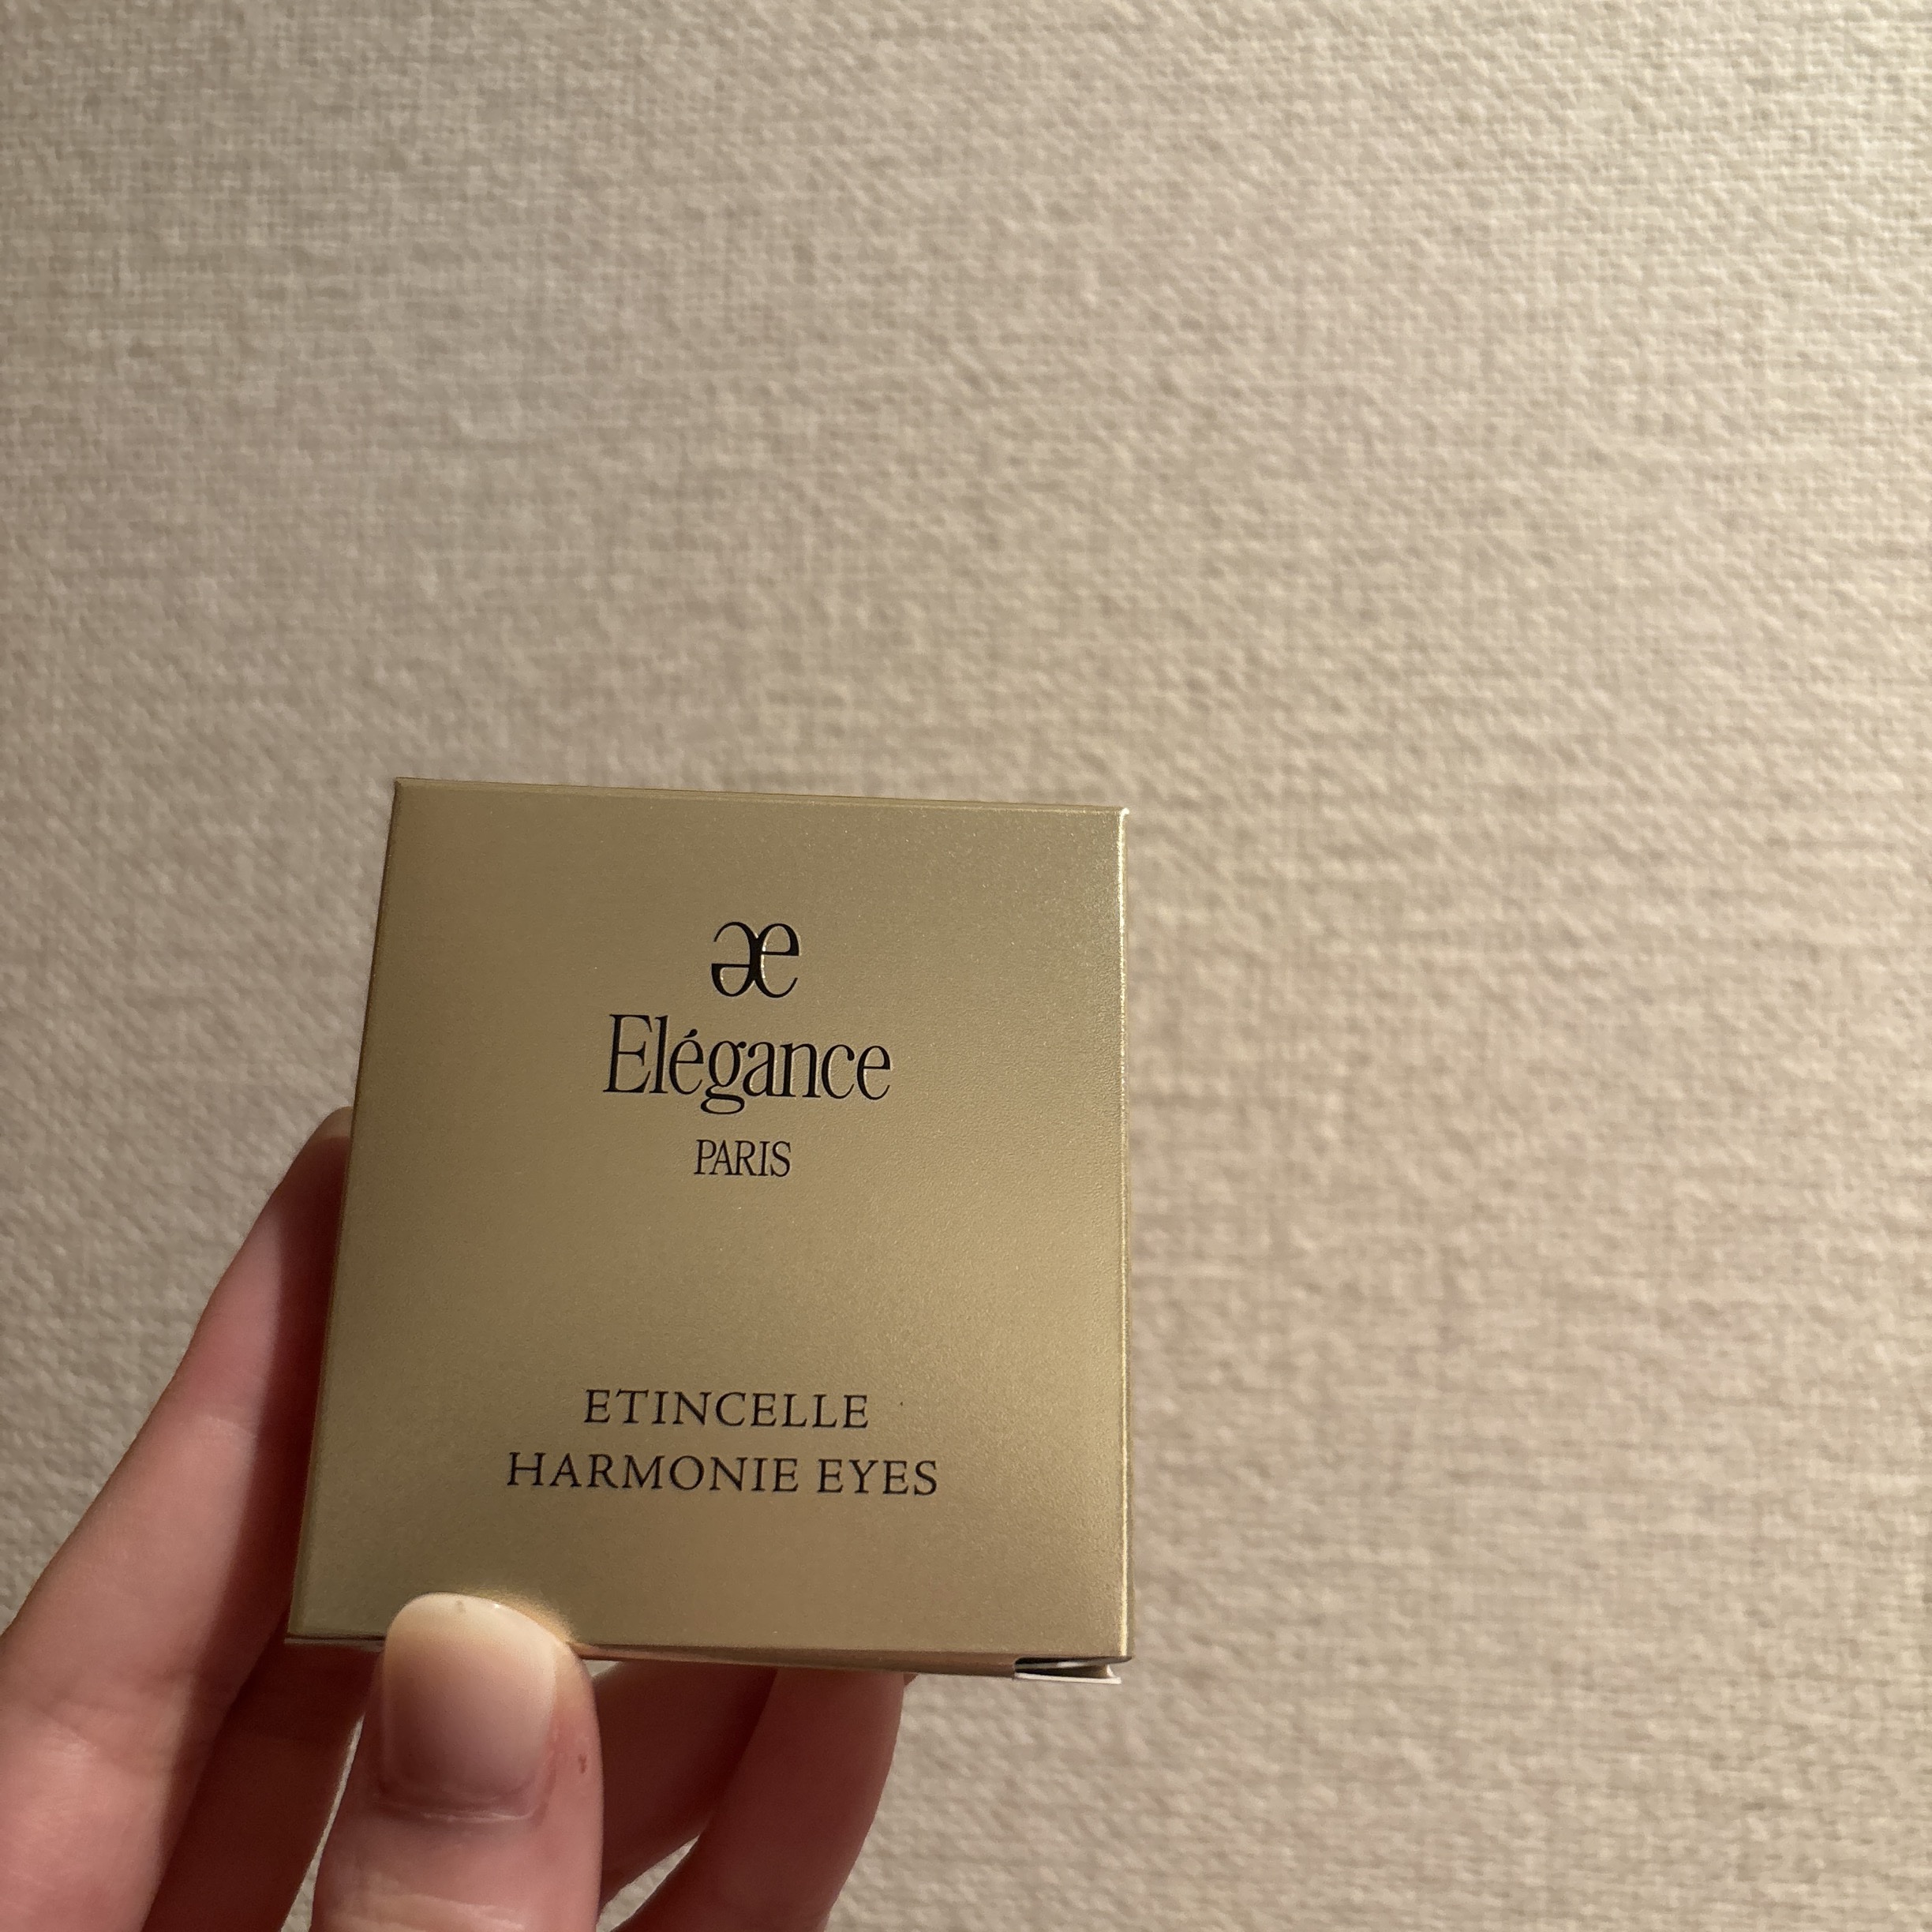 Elégance
PARIS
ETINCELLE
HARMONIE EYES